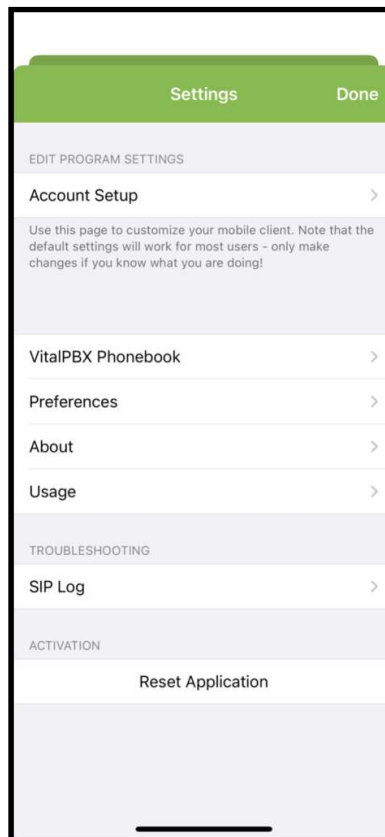 Settings
Done
EDIT PROGRAM SETTINGS
Account Setup
Use this page to customize your mobile client. Note that the
default settings will work for most users - only make
changes if you know what you are doing!
VitalPBX Phonebook
Preferences
About
Usage
TROUBLESHOOTING
SIP Log
ACTIVATION
Reset Application